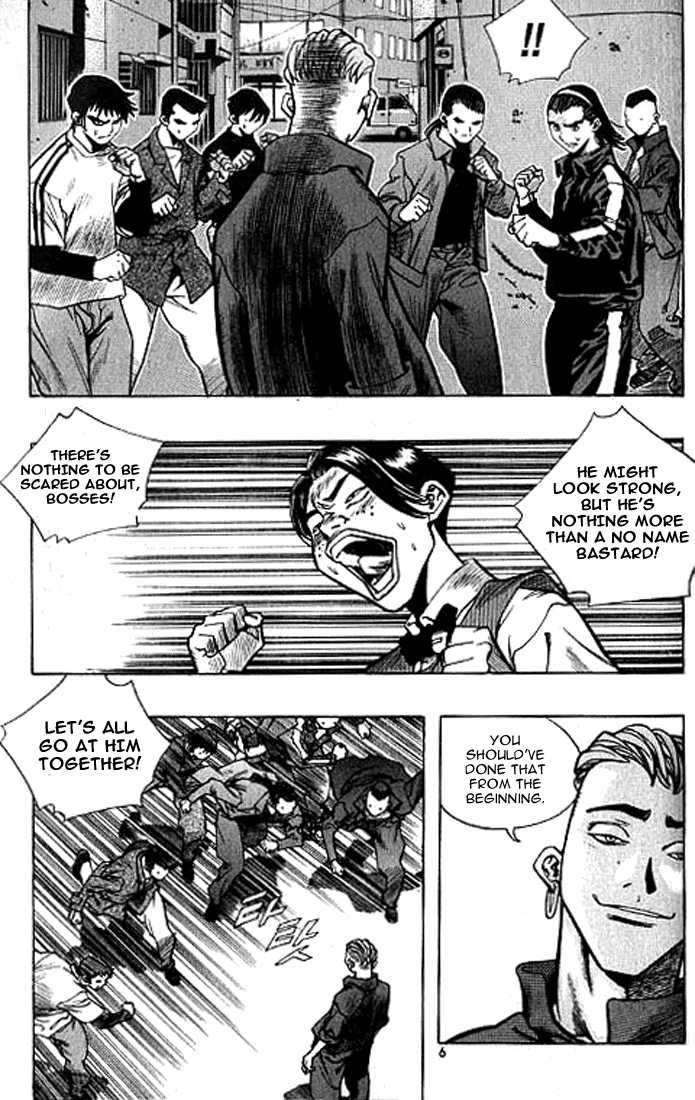 !!
THERE'S
NOTHING TO BE
SCARED ABOUT,
BOSSES!
HE MIGHT
LOOK STRONG,
BUT HE'S
NOTHING MORE
THAN A NO NAME
BASTARD!
LET'S ALL
GO AT HIM
TOGETHER!
YOU
SHOULD'VE
DONE THAT
FROM THE
BEGINNING.
6